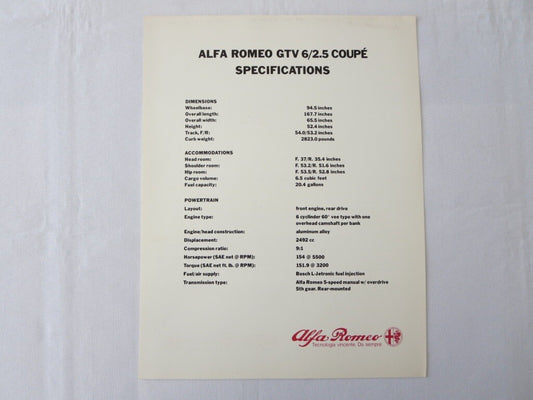 ALFA ROMEO GTV 6/2.5 COUPÉ
SPECIFICATIONS
DIMENSIONS
Wheelbase: 94.5 inches
Overall length: 167.7 inches
Overall width: 65.5 inches
Height: 52.4 inches
Track, F/R: 54.0/53.2 inches
Curb weight: 2823.0 pounds
ACCOMMODATIONS
Head room: F. 37/R. 35.4 inches
Shoulder room: F. 53.2/R. 51.6 inches
Hip room: F. 53.5/R. 52.8 inches
Cargo volume: 6.5 cubic feet
Fuel capacity: 20.4 gallons
POWERTRAIN
Layout: front engine, rear drive
Engine type: 6 cylinder 60° vee type with one
overhead camshaft per bank
Engine/head construction: aluminum alloy
Displacement: 2492 cc
Compression ratio: 9:1
Horsepower (SAE net @ RPM): 154 @ 5500
Torque (SAE net ft. lb. @ RPM): 151.9 @ 3200
Fuel/air supply: Bosch L-Jetronic fuel injection
Transmission type: Alfa Romeo 5-speed manual w/ overdrive
5th gear. Rear-mounted
Alfa Romeo
Tecnologia vincente. Da sempre.